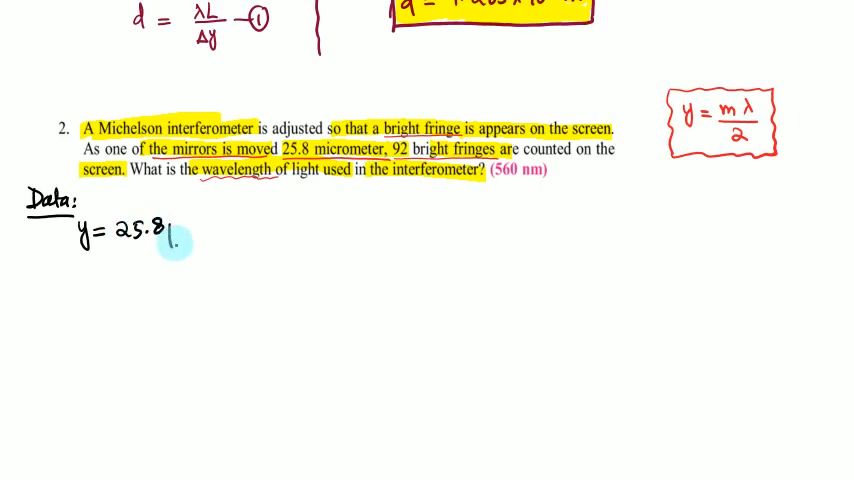 d = λL/Δy —①
d =
y = mλ/2
2. A Michelson interferometer is adjusted so that a bright fringe is appears on the screen.
As one of the mirrors is moved 25.8 micrometer, 92 bright fringes are counted on the
screen. What is the wavelength of light used in the interferometer? (560 nm)
Data:
y = 25.8